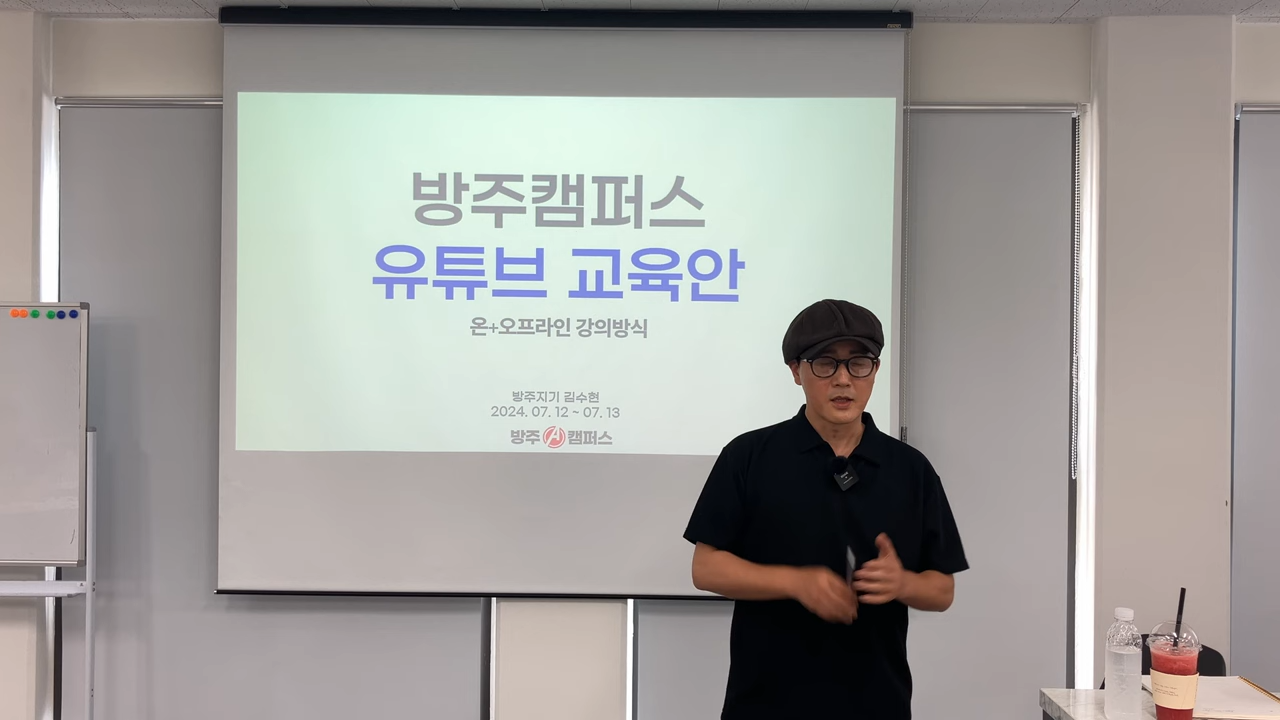 방주캠퍼스
유튜브 교육안
온+오프라인 강의방식
방주지기 김수현
2024. 07. 12 ~ 07. 13
방주 캠퍼스